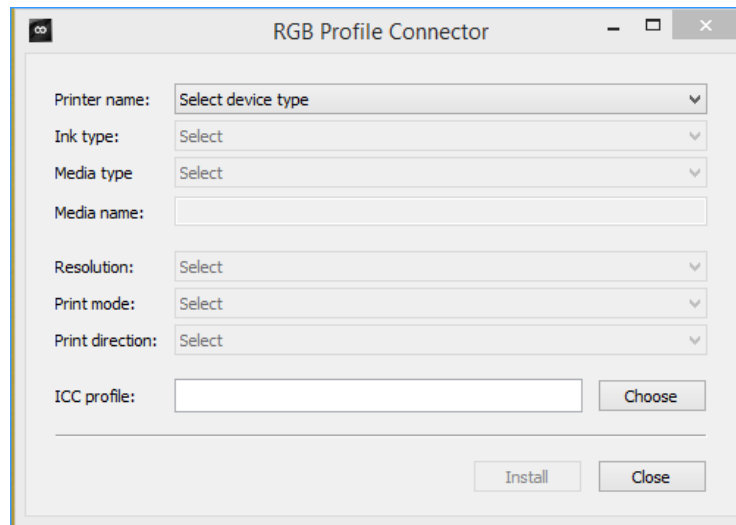 RGB Profile Connector
Printer name: Select device type
Ink type: Select
Media type Select
Media name:
Resolution: Select
Print mode: Select
Print direction: Select
ICC profile: Choose
Install Close